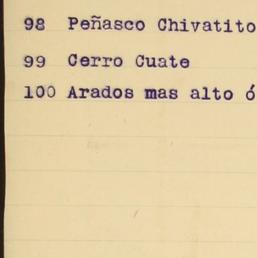 98 Peñasco Chivatito
99 Cerro Cuate
100 Arados mas alto ó